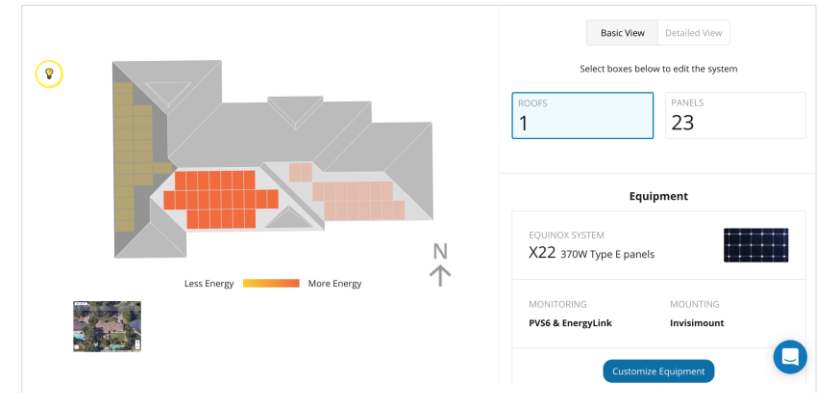 Basic View
Detailed View
Select boxes below to edit the system
ROOFS
1
PANELS
23
Equipment
EQUINOX SYSTEM
X22 370W Type E panels
MONITORING
PVS6 & EnergyLink
MOUNTING
Invisimount
Customize Equipment
N
Less Energy
More Energy